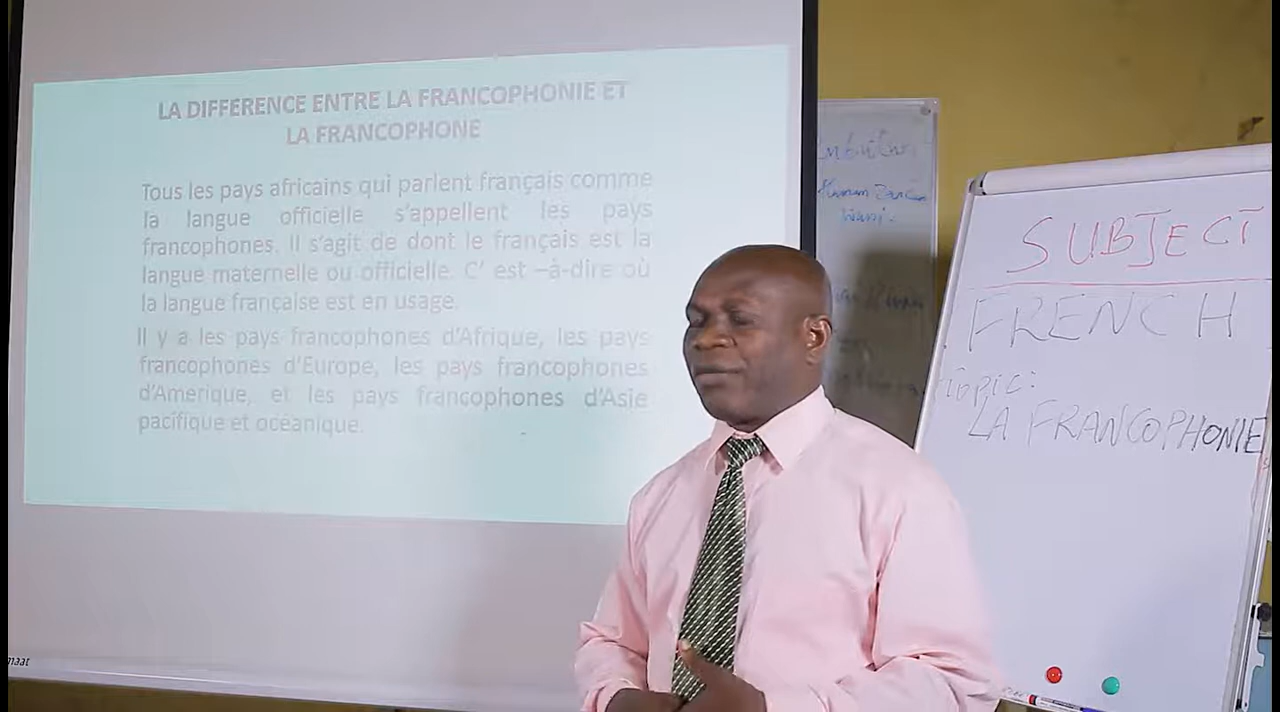 LA DIFFERENCE ENTRE LA FRANCOPHONIE ET
LA FRANCOPHONE
Tous les pays africains qui parlent français comme
la langue officielle s’appellent les pays
francophones. Il s’agit de dont le français est la
langue maternelle ou officielle. C’ est –à-dire où
la langue française est en usage.
Il y a les pays francophones d’Afrique, les pays
francophones d’Europe, les pays francophones
d’Amerique, et les pays francophones d’Asie
pacifique et océanique.
SUBJECT
FRENCH
TOPIC:
LA FRANCOPHONIE
maat